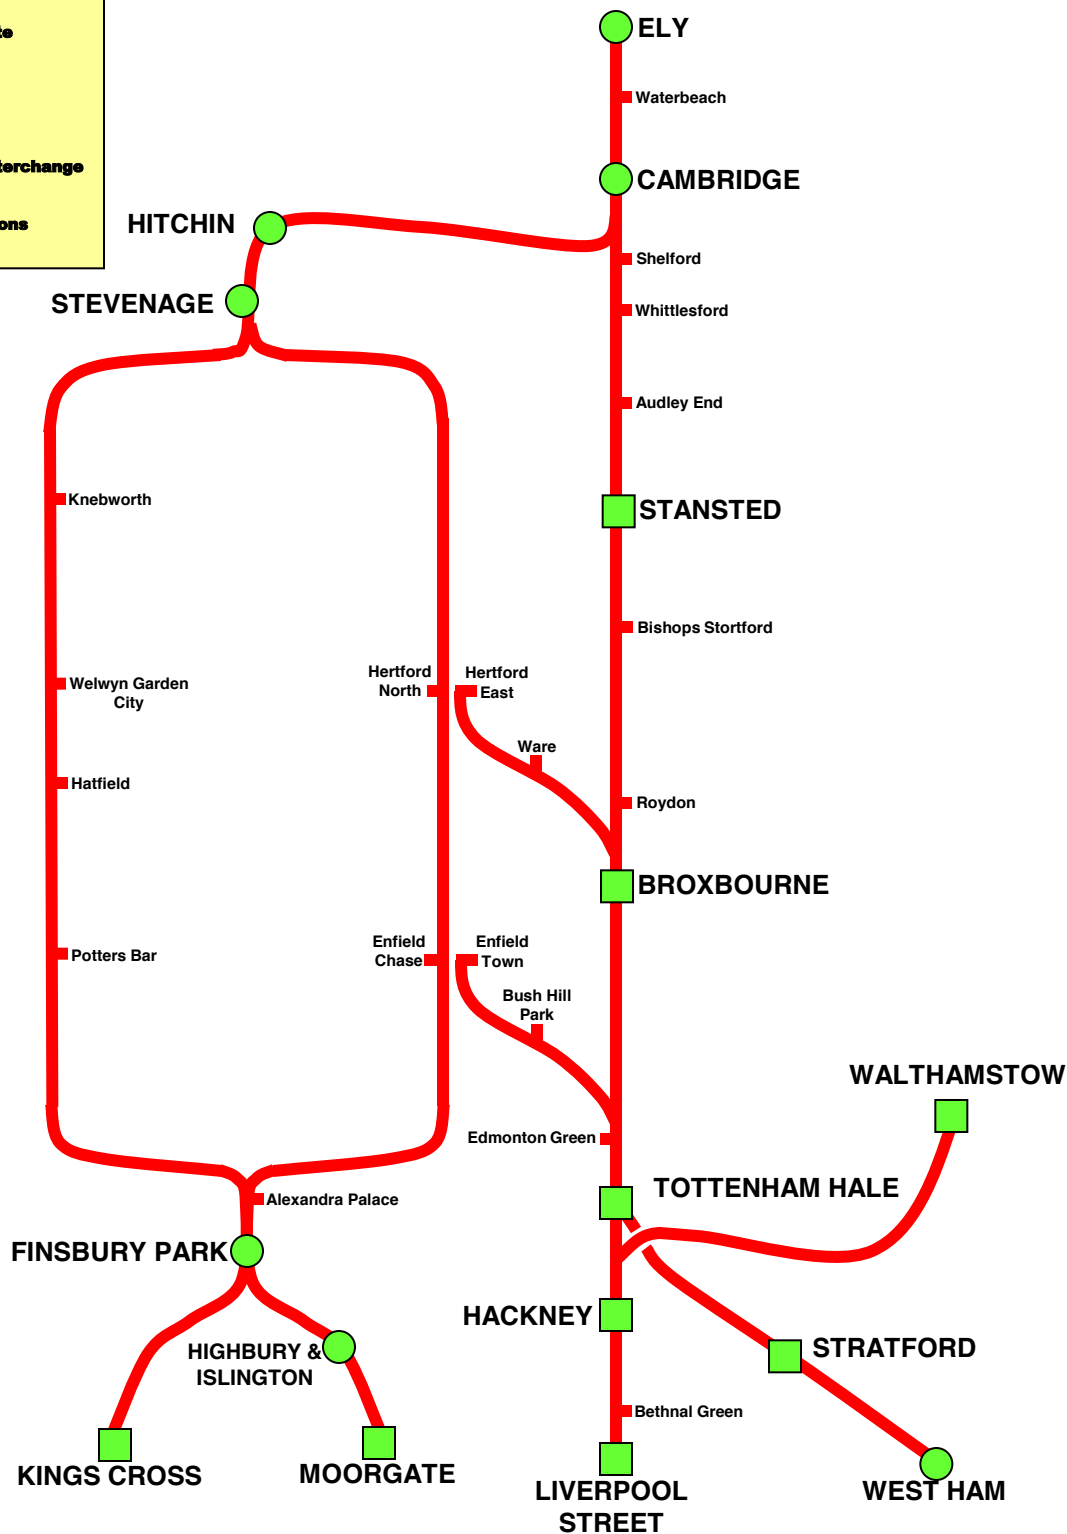 ELY
Waterbeach
terchange
CAMBRIDGE
ons
HITCHIN
Shelford
STEVENAGE
Whittlesford
Audley End
Knebworth
STANSTED
Bishops Stortford
Hertford
North
Hertford
East
Welwyn Garden
City
Ware
Hatfield
Roydon
BROXBOURNE
Enfield
Chase
Enfield
Town
Potters Bar
Bush Hill
Park
WALTHAMSTOW
Edmonton Green
TOTTENHAM HALE
Alexandra Palace
FINSBURY PARK
HACKNEY
HIGHBURY &
ISLINGTON
STRATFORD
Bethnal Green
KINGS CROSS
MOORGATE
LIVERPOOL
STREET
WEST HAM